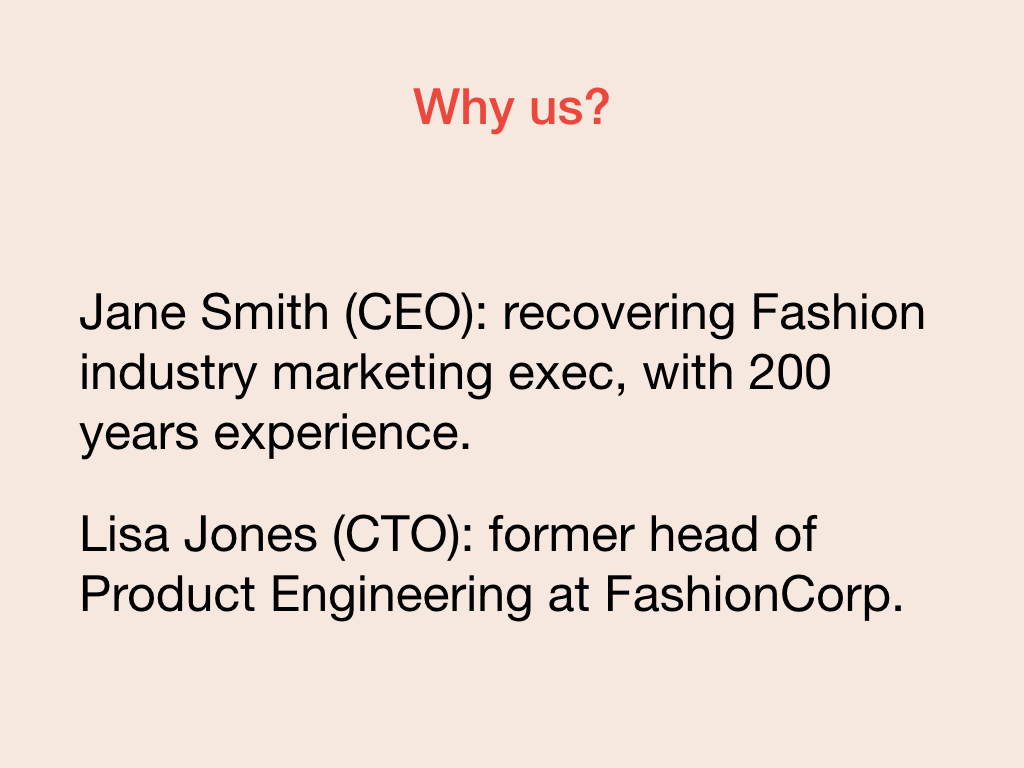 Why us?
Jane Smith (CEO): recovering Fashion
industry marketing exec, with 200
years experience.
Lisa Jones (CTO): former head of
Product Engineering at FashionCorp.